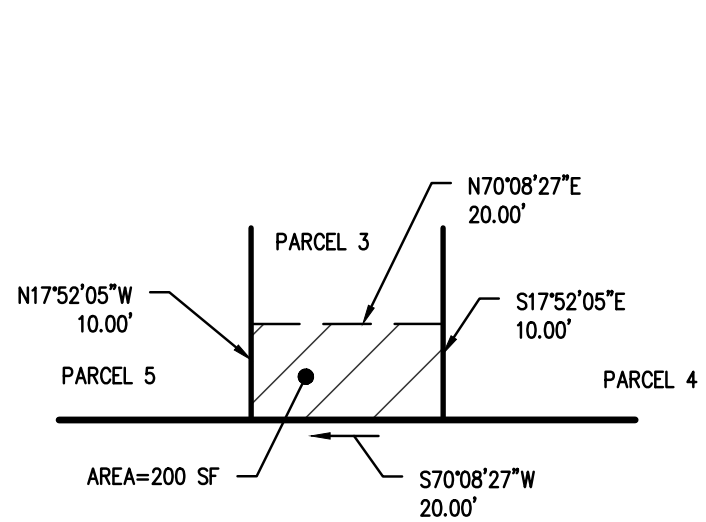 N70°08'27"E
20.00'
PARCEL 3
N17°52'05"W
10.00'
S17°52'05"E
10.00'
PARCEL 5
PARCEL 4
AREA=200 SF
S70°08'27"W
20.00'